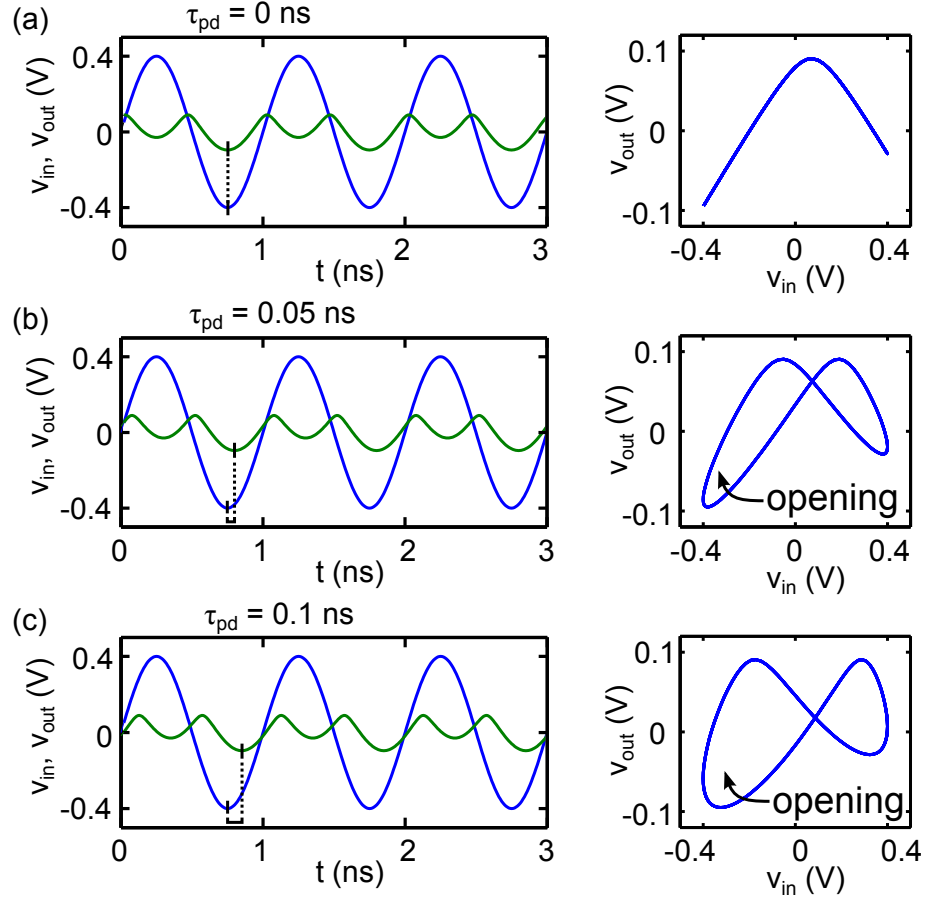 (a)
τpd = 0 ns
vin, vout (V)
0.4
0
-0.4
0 1 2 3
t (ns)
vout (V)
0.1
0
-0.1
-0.4 0 0.4
vin (V)
(b)
τpd = 0.05 ns
vin, vout (V)
0.4
0
-0.4
0 1 2 3
t (ns)
vout (V)
0.1
0
-0.1
opening
-0.4 0 0.4
vin (V)
(c)
τpd = 0.1 ns
vin, vout (V)
0.4
0
-0.4
0 1 2 3
t (ns)
vout (V)
0.1
0
-0.1
opening
-0.4 0 0.4
vin (V)